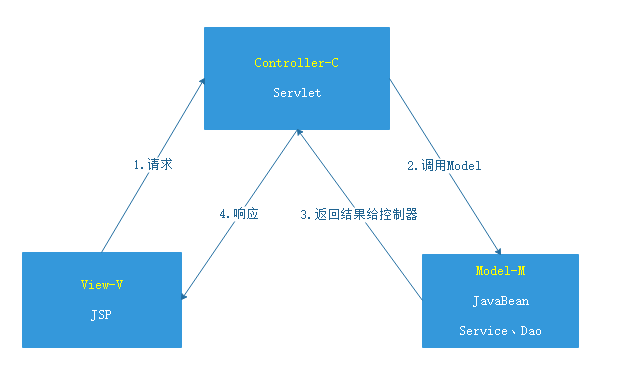 Controller-C
Servlet
1.请求
2.调用Model
4.响应
3.返回结果给控制器
View-V
JSP
Model-M
JavaBean
Service、Dao